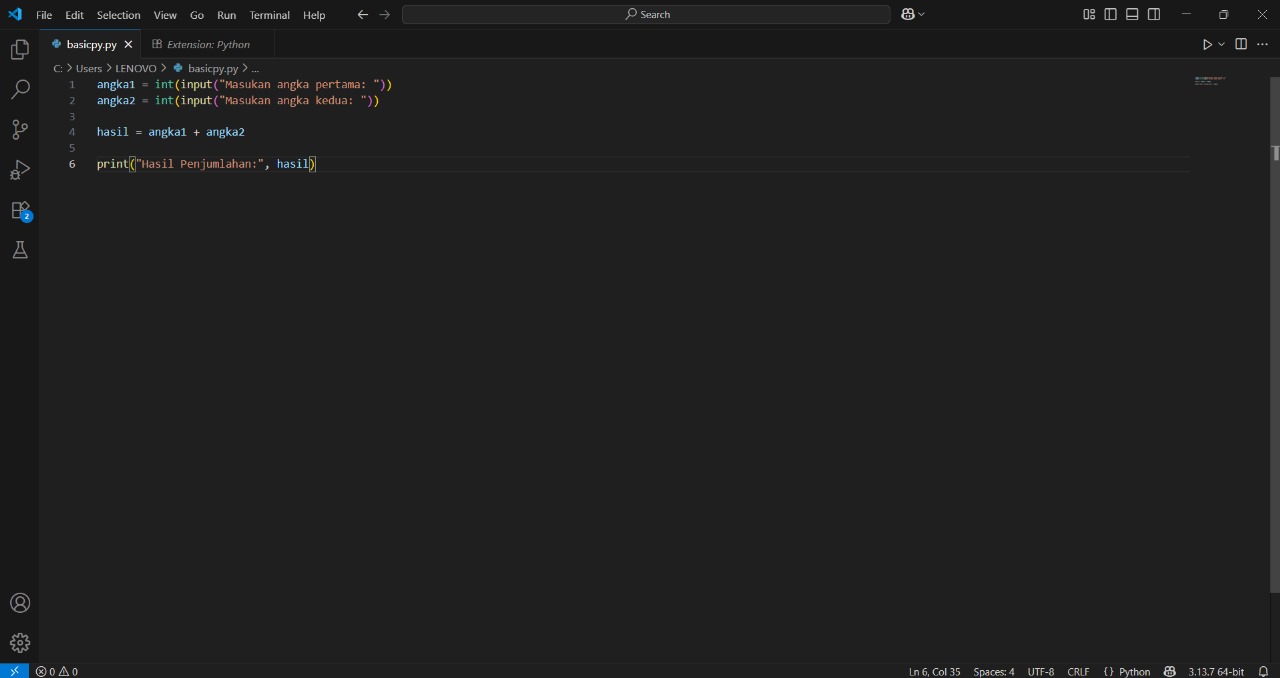 File Edit Selection View Go Run Terminal Help Search
basicpy.py Extension: Python
C: > Users > LENOVO > basicpy.py > ...
1 angka1 = int(input("Masukan angka pertama: "))
2 angka2 = int(input("Masukan angka kedua: "))
3
4 hasil = angka1 + angka2
5
6 print("Hasil Penjumlahan:", hasil)
2
0 0 Ln 6, Col 35 Spaces: 4 UTF-8 CRLF {} Python 3.13.7 64-bit